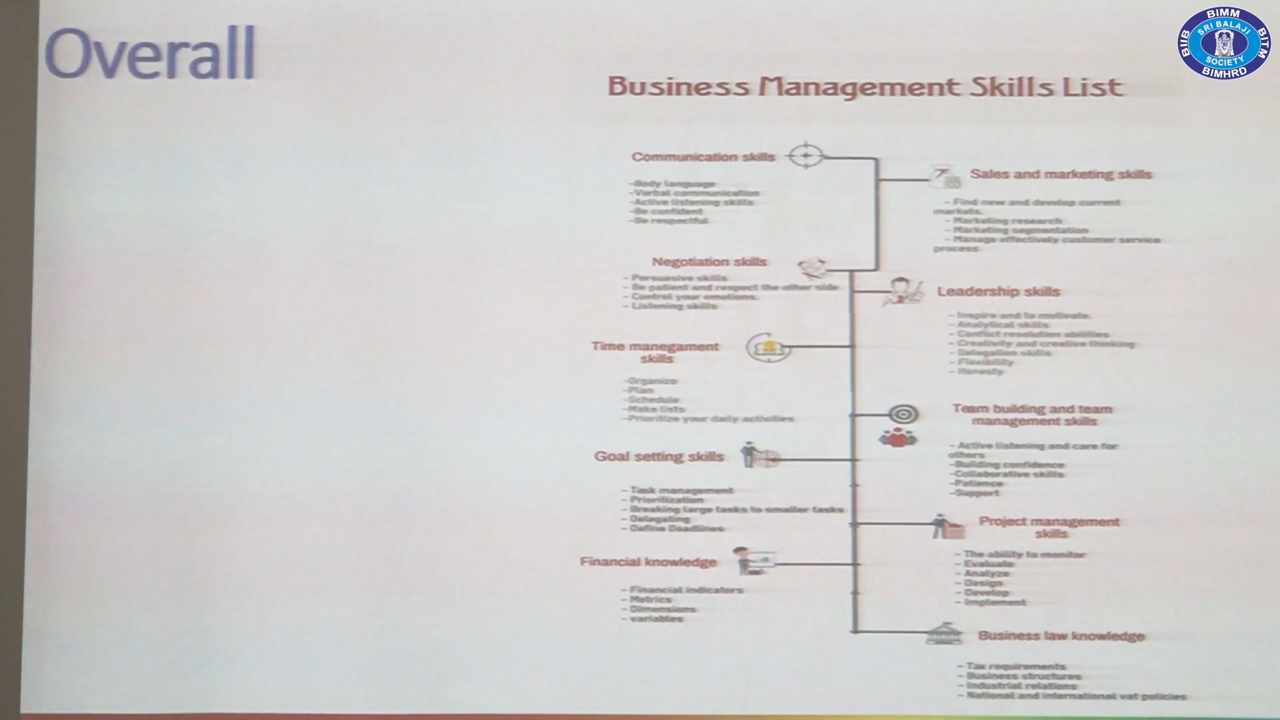 Overall
BIMM
BIIB
SRI BALAJI
SOCIETY
BITM
BIMHRD
Business Management Skills List
Communication skills
-Body language
-Verbal communication
-Active listening skills
-Be confident
-Be respectful
Negotiation skills
- Persuasive skills
- Be patient and respect the other side
- Control your emotions.
- Listening skills
Time manegament
skills
-Organize
-Plan
-Schedule
-Make lists
-Prioritize your daily activities
Goal setting skills
- Task management
- Prioritization
- Breaking large tasks to smaller tasks
- Delegating
- Define Deadlines
Financial knowledge
- Financial indicators
- Metrics
- Dimensions
- variables
Sales and marketing skills
- Find new and develop current
markets.
- Marketing research
- Marketing segmentation
- Manage effectively customer service
process
Leadership skills
- Inspire and to motivate.
- Analytical skills
- Conflict resolution abilities
- Creativity and creative thinking
- Delegation skills
- Flexibility
- Honesty
Team building and team
management skills
- Active listening and care for
others
-Building confidence
-Collaborative skills
-Patience
-Support
Project management
skills
- The ability to monitor
- Evaluate
- Analyze
- Design
- Develop
- Implement
Business law knowledge
- Tax requirements
- Business structures
- Industrial relations
- National and international vat policies